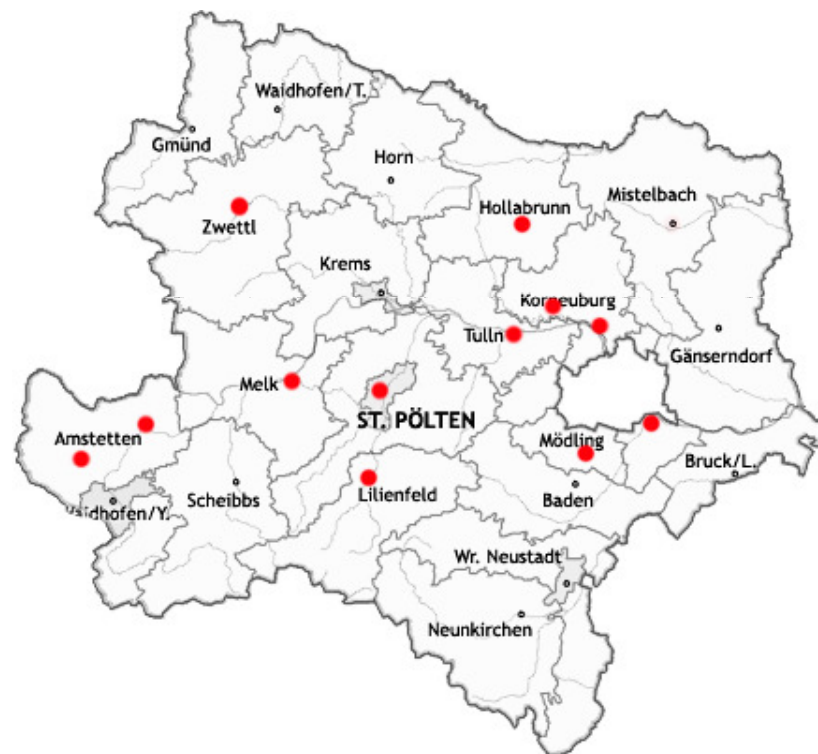 Waidhofen/T.
Gmünd
Horn
Mistelbach
Hollabrunn
Zwettl
Krems
Korneuburg
Tulln
Gänserndorf
Melk
ST. PÖLTEN
Amstetten
Mödling
Bruck/L.
Scheibbs
Lilienfeld
Baden
aidhofen/Y.
Wr. Neustadt
Neunkirchen